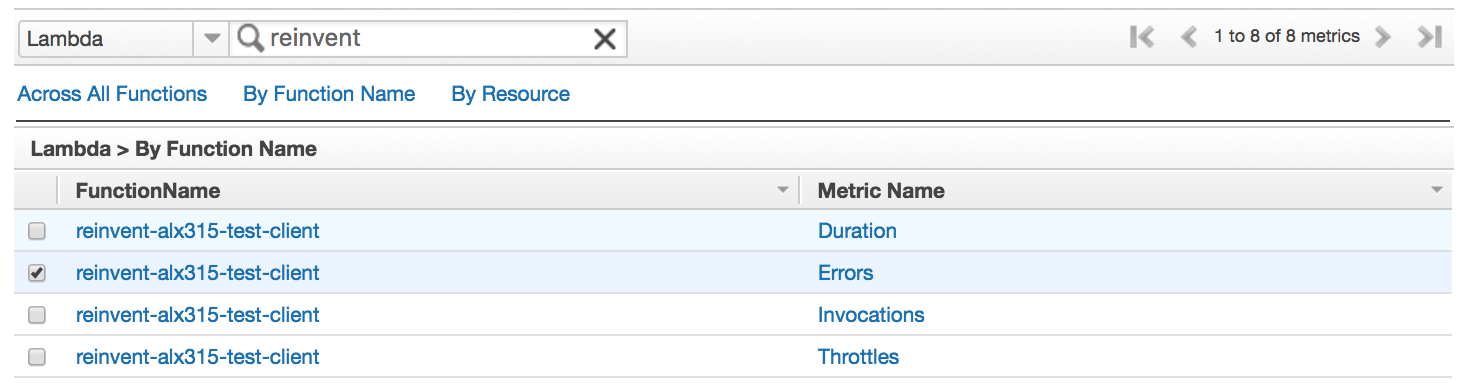 Lambda reinvent 1 to 8 of 8 metrics
Across All Functions By Function Name By Resource
Lambda > By Function Name
FunctionName Metric Name
reinvent-alx315-test-client Duration
reinvent-alx315-test-client Errors
reinvent-alx315-test-client Invocations
reinvent-alx315-test-client Throttles